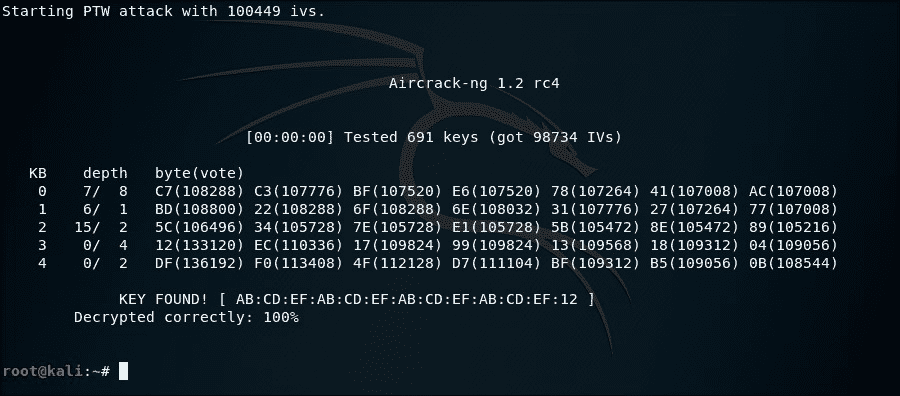 Starting PTW attack with 100449 ivs.
Aircrack-ng 1.2 rc4
[00:00:00] Tested 691 keys (got 98734 IVs)
KB    depth   byte(vote)
0    7/  8   C7(108288) C3(107776) BF(107520) E6(107520) 78(107264) 41(107008) AC(107008)
1    6/  1   BD(108800) 22(108288) 6F(108288) 6E(108032) 31(107776) 27(107264) 77(107008)
2   15/  2   5C(106496) 34(105728) 7E(105728) E1(105728) 5B(105472) 8E(105472) 89(105216)
3    0/  4   12(133120) EC(110336) 17(109824) 99(109824) 13(109568) 18(109312) 04(109056)
4    0/  2   DF(136192) F0(113408) 4F(112128) D7(111104) BF(109312) B5(109056) 0B(108544)
KEY FOUND! [ AB:CD:EF:AB:CD:EF:AB:CD:EF:AB:CD:EF:12 ]
Decrypted correctly: 100%
root@kali:~#